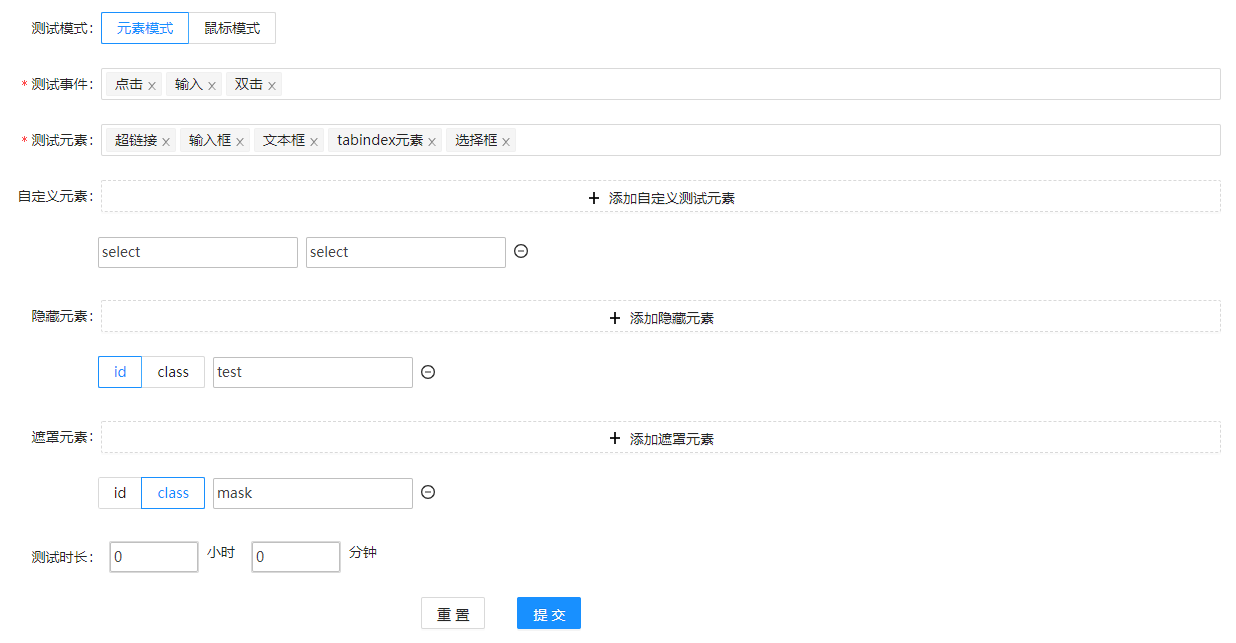 测试模式: 元素模式 鼠标模式
* 测试事件: 点击 x 输入 x 双击 x
* 测试元素: 超链接 x 输入框 x 文本框 x tabindex元素 x 选择框 x
自定义元素: + 添加自定义测试元素
select select
隐藏元素: + 添加隐藏元素
id class test
遮罩元素: + 添加遮罩元素
id class mask
测试时长: 0 小时 0 分钟
重 置 提 交